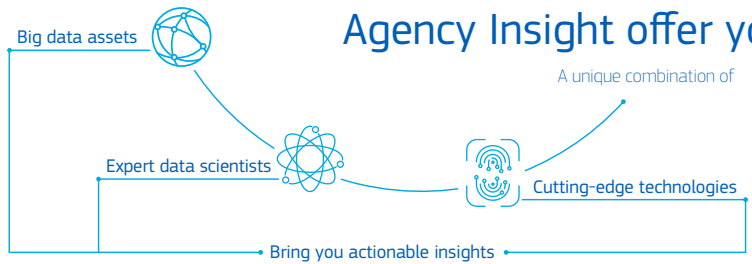 Agency Insight offer yo
A unique combination of
Big data assets
Expert data scientists
Cutting-edge technologies
Bring you actionable insights